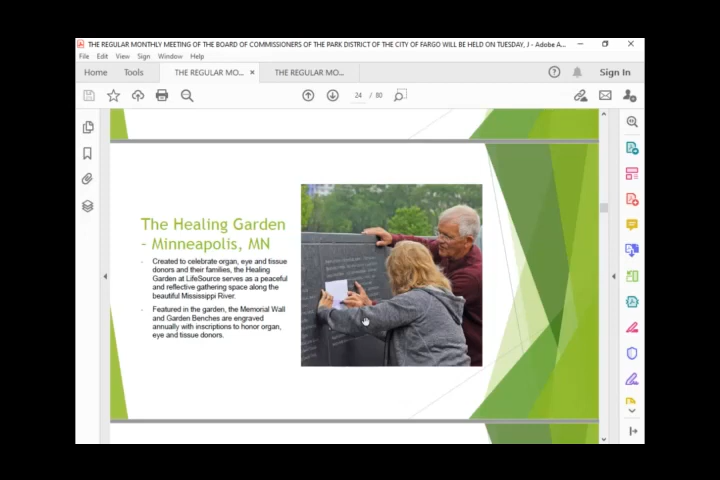 THE REGULAR MONTHLY MEETING OF THE BOARD OF COMMISSIONERS OF THE PARK DISTRICT OF THE CITY OF FARGO WILL BE HELD ON TUESDAY, J - Adobe A...
File Edit View Sign Window Help
Home Tools THE REGULAR MO... × THE REGULAR MO... Sign In
24 / 80
The Healing Garden
- Minneapolis, MN
- Created to celebrate organ, eye and tissue
donors and their families, the Healing
Garden at LifeSource serves as a peaceful
and reflective gathering space along the
beautiful Mississippi River.
- Featured in the garden, the Memorial Wall
and Garden Benches are engraved
annually with inscriptions to honor organ,
eye and tissue donors.